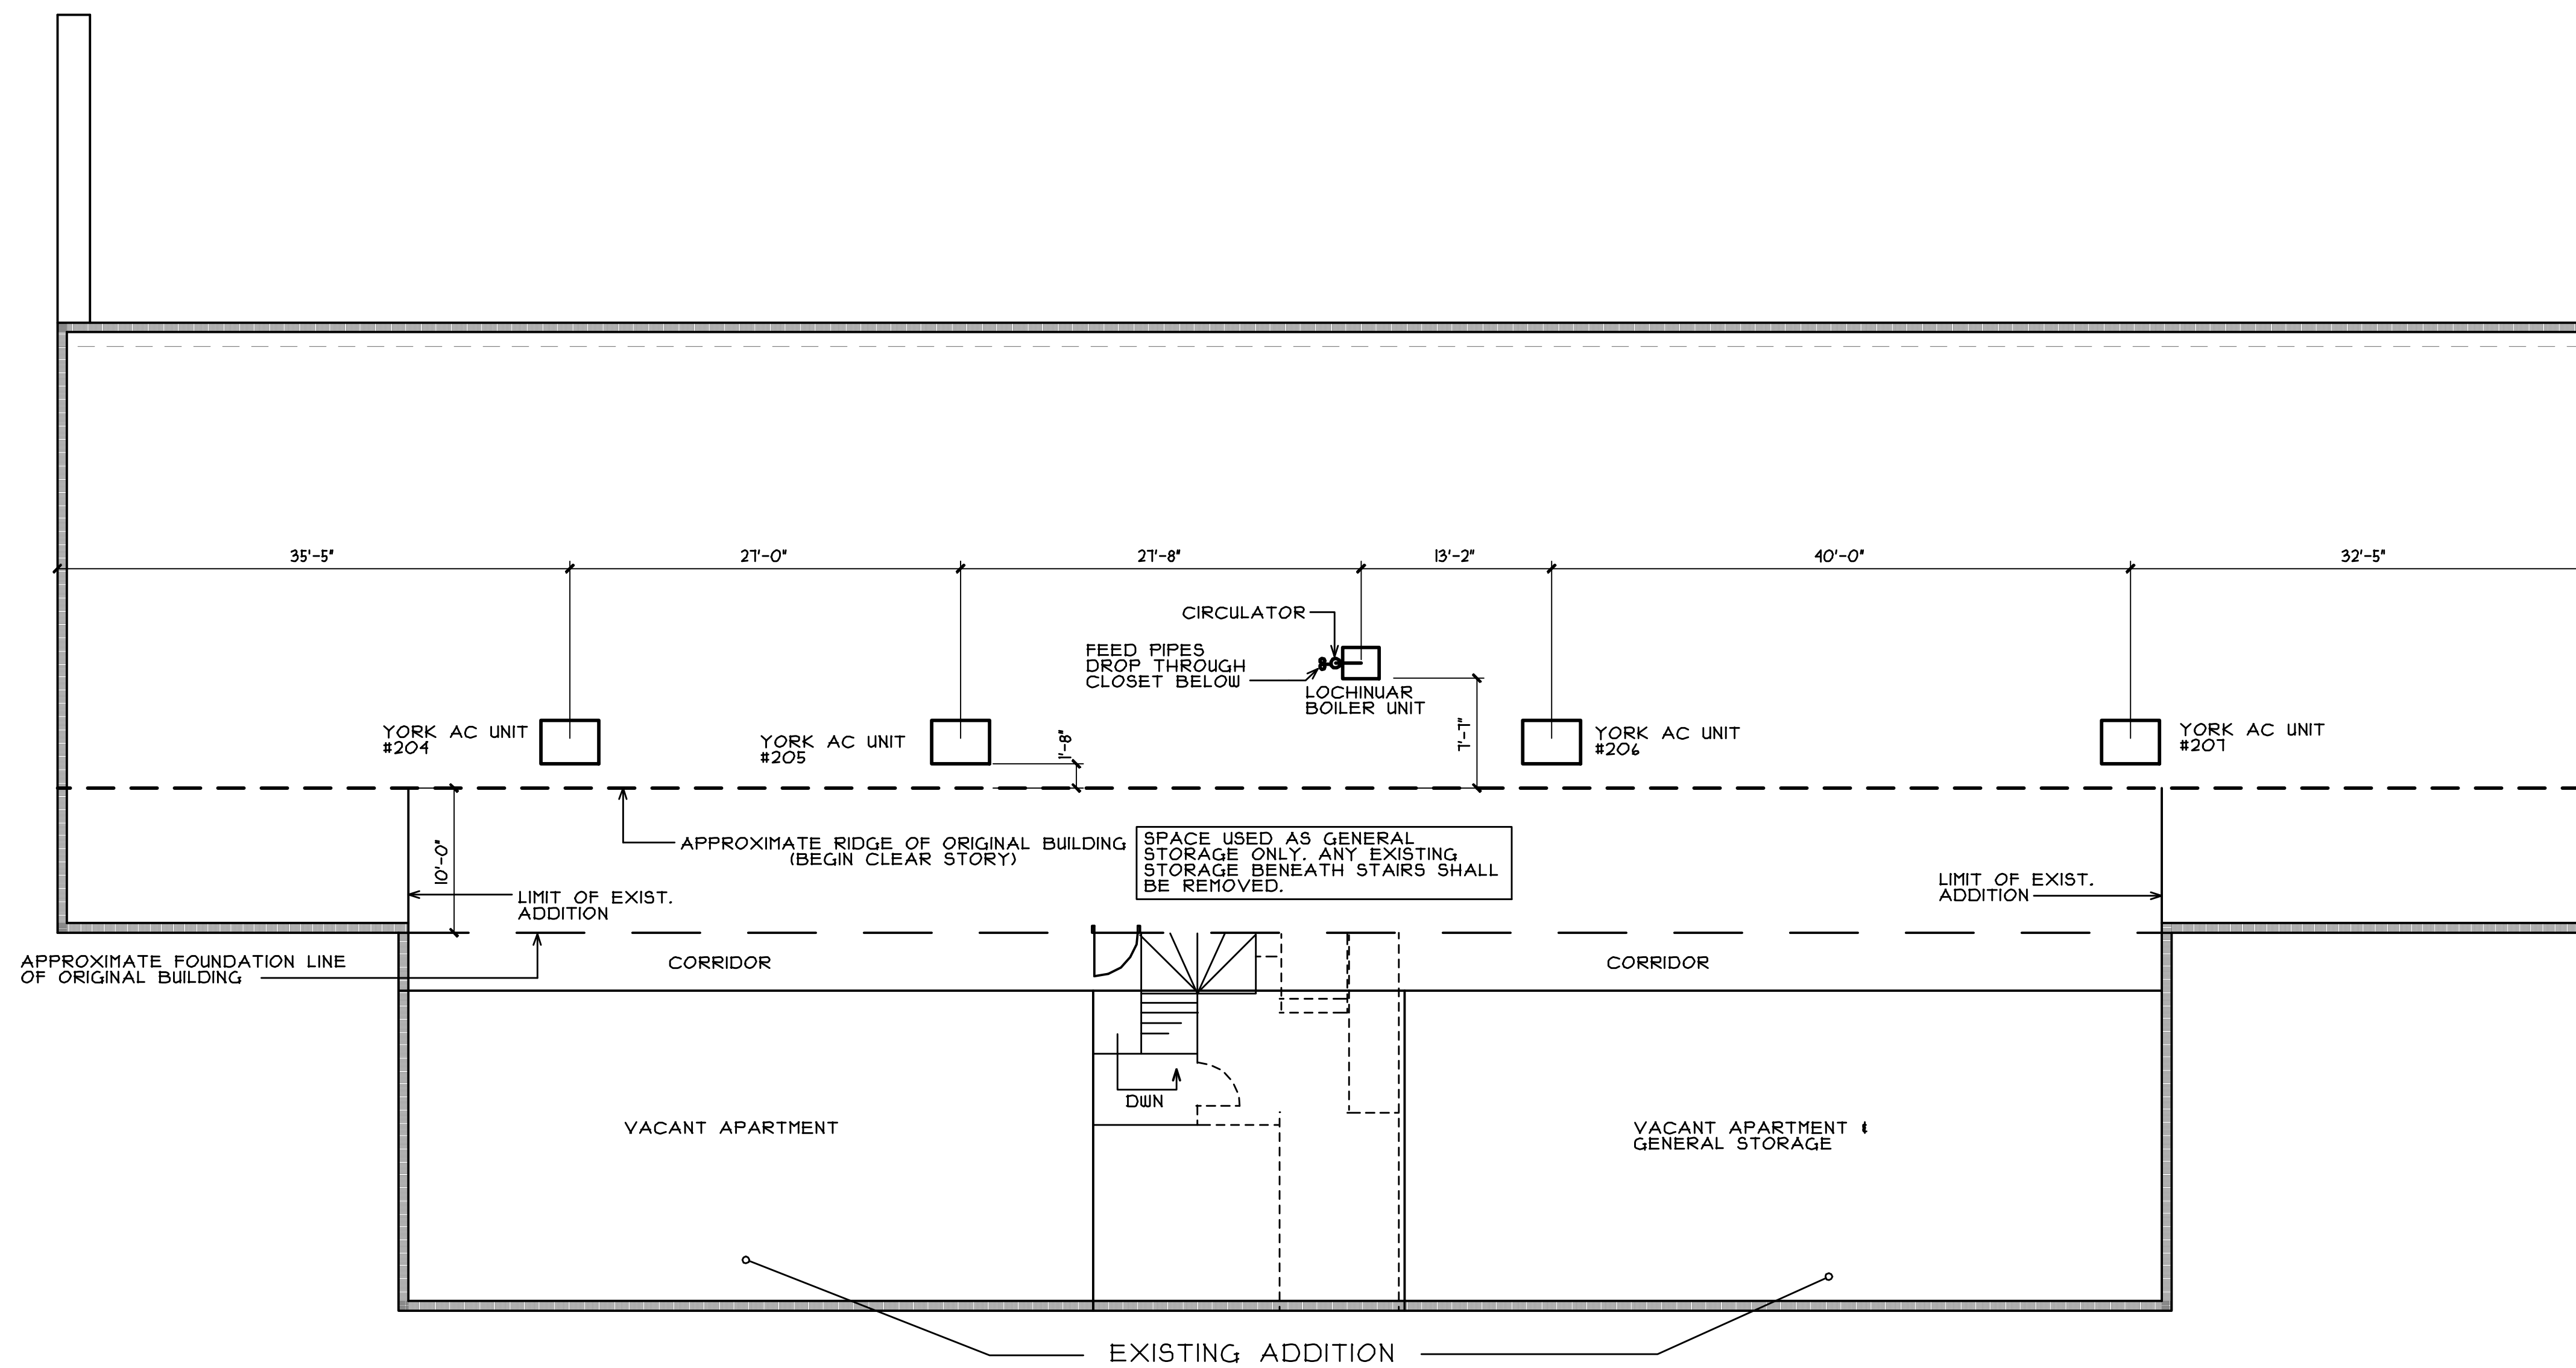 35'-5"
27'-0"
27'-8"
13'-2"
40'-0"
32'-5"
CIRCULATOR
FEED PIPES
DROP THROUGH
CLOSET BELOW
LOCHINUAR
BOILER UNIT
7'-7"
YORK AC UNIT
#204
YORK AC UNIT
#205
1'-8"
YORK AC UNIT
#206
YORK AC UNIT
#207
10'-0"
APPROXIMATE RIDGE OF ORIGINAL BUILDING
(BEGIN CLEAR STORY)
SPACE USED AS GENERAL
STORAGE ONLY. ANY EXISTING
STORAGE BENEATH STAIRS SHALL
BE REMOVED.
LIMIT OF EXIST.
ADDITION
LIMIT OF EXIST.
ADDITION
APPROXIMATE FOUNDATION LINE
OF ORIGINAL BUILDING
CORRIDOR
CORRIDOR
DWN
VACANT APARTMENT
VACANT APARTMENT &
GENERAL STORAGE
EXISTING ADDITION